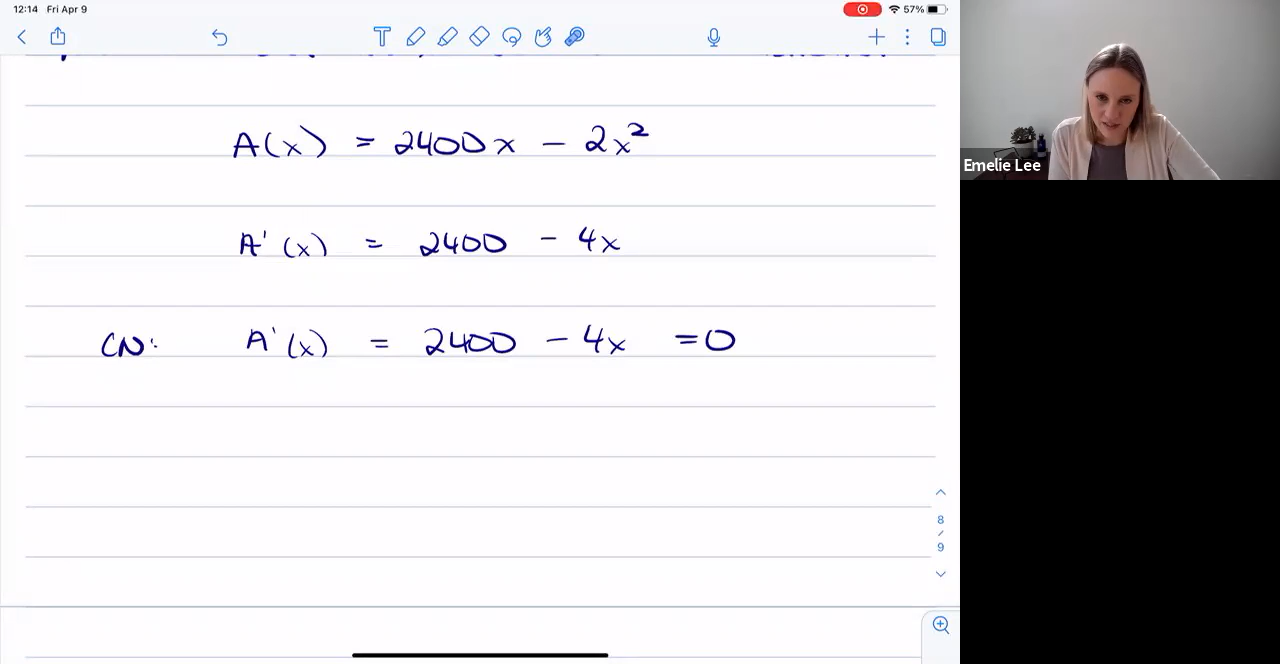 12:14 Fri Apr 9
57%
T
A(x) = 2400x - 2x²
A'(x) = 2400 - 4x
CN: A'(x) = 2400 - 4x = 0
8
/
9
Emelie Lee